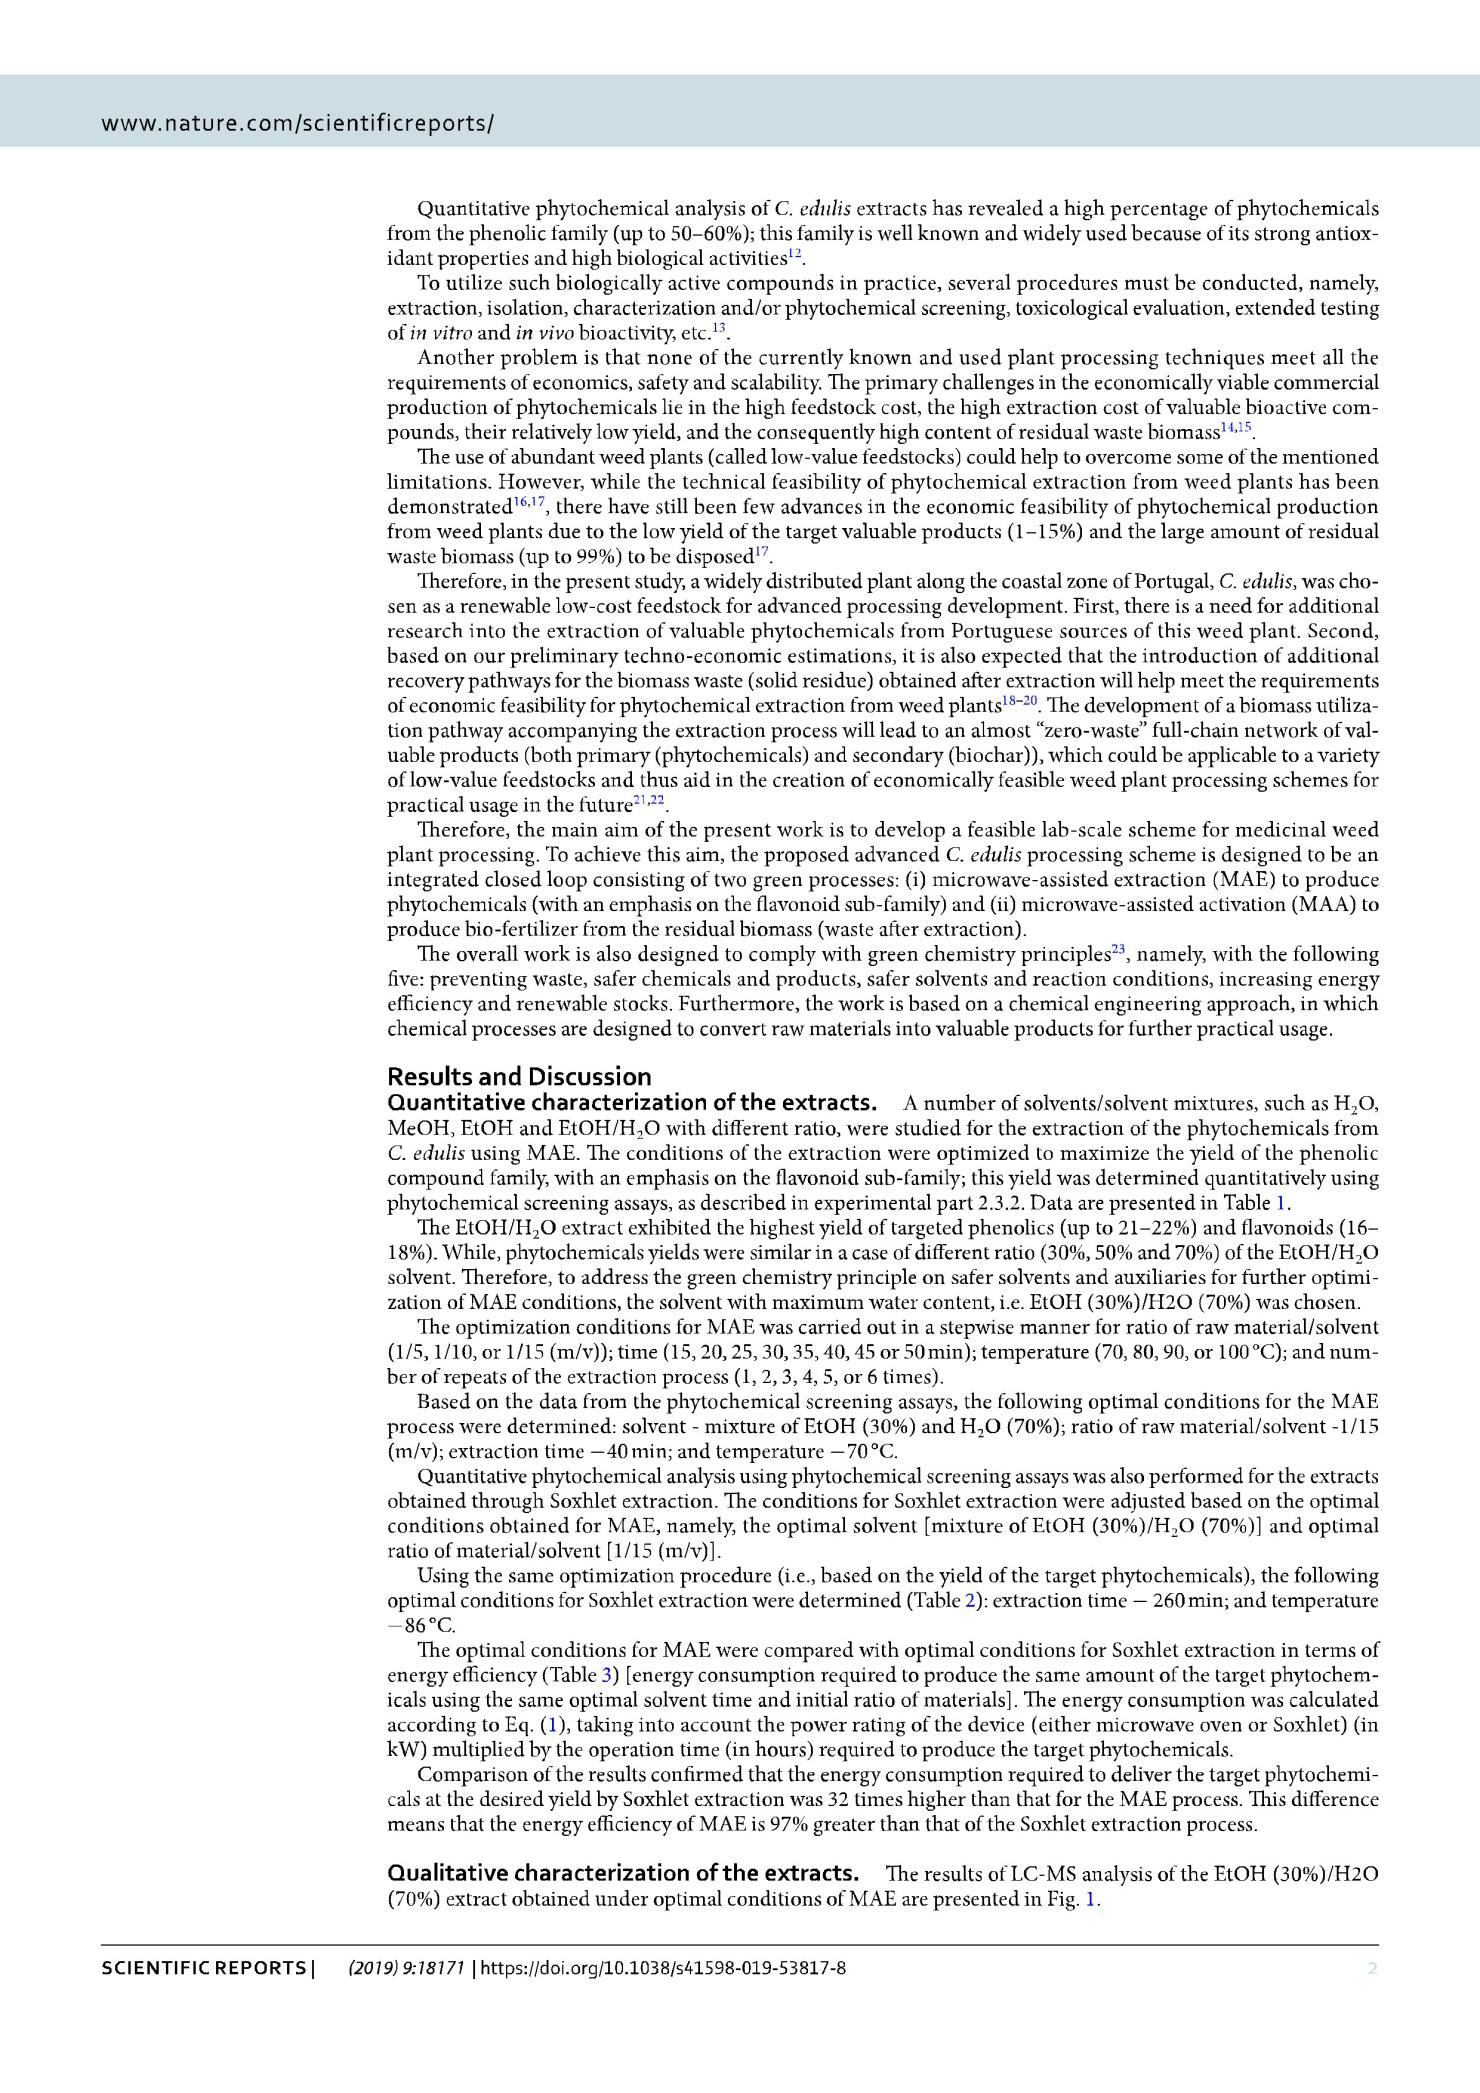 www.nature.com/scientificreports/
Quantitative phytochemical analysis of C. edulis extracts has revealed a high percentage of phytochemicals
from the phenolic family (up to 50–60%); this family is well known and widely used because of its strong antiox-
idant properties and high biological activities12.
To utilize such biologically active compounds in practice, several procedures must be conducted, namely,
extraction, isolation, characterization and/or phytochemical screening, toxicological evaluation, extended testing
of in vitro and in vivo bioactivity, etc.13.
Another problem is that none of the currently known and used plant processing techniques meet all the
requirements of economics, safety and scalability. The primary challenges in the economically viable commercial
production of phytochemicals lie in the high feedstock cost, the high extraction cost of valuable bioactive com-
pounds, their relatively low yield, and the consequently high content of residual waste biomass14,15.
The use of abundant weed plants (called low-value feedstocks) could help to overcome some of the mentioned
limitations. However, while the technical feasibility of phytochemical extraction from weed plants has been
demonstrated16,17, there have still been few advances in the economic feasibility of phytochemical production
from weed plants due to the low yield of the target valuable products (1–15%) and the large amount of residual
waste biomass (up to 99%) to be disposed17.
Therefore, in the present study, a widely distributed plant along the coastal zone of Portugal, C. edulis, was cho-
sen as a renewable low-cost feedstock for advanced processing development. First, there is a need for additional
research into the extraction of valuable phytochemicals from Portuguese sources of this weed plant. Second,
based on our preliminary techno-economic estimations, it is also expected that the introduction of additional
recovery pathways for the biomass waste (solid residue) obtained after extraction will help meet the requirements
of economic feasibility for phytochemical extraction from weed plants18–20. The development of a biomass utiliza-
tion pathway accompanying the extraction process will lead to an almost “zero-waste” full-chain network of val-
uable products (both primary (phytochemicals) and secondary (biochar)), which could be applicable to a variety
of low-value feedstocks and thus aid in the creation of economically feasible weed plant processing schemes for
practical usage in the future21,22.
Therefore, the main aim of the present work is to develop a feasible lab-scale scheme for medicinal weed
plant processing. To achieve this aim, the proposed advanced C. edulis processing scheme is designed to be an
integrated closed loop consisting of two green processes: (i) microwave-assisted extraction (MAE) to produce
phytochemicals (with an emphasis on the flavonoid sub-family) and (ii) microwave-assisted activation (MAA) to
produce bio-fertilizer from the residual biomass (waste after extraction).
The overall work is also designed to comply with green chemistry principles23, namely, with the following
five: preventing waste, safer chemicals and products, safer solvents and reaction conditions, increasing energy
efficiency and renewable stocks. Furthermore, the work is based on a chemical engineering approach, in which
chemical processes are designed to convert raw materials into valuable products for further practical usage.
Results and Discussion
Quantitative characterization of the extracts. A number of solvents/solvent mixtures, such as H₂O,
MeOH, EtOH and EtOH/H₂O with different ratio, were studied for the extraction of the phytochemicals from
C. edulis using MAE. The conditions of the extraction were optimized to maximize the yield of the phenolic
compound family, with an emphasis on the flavonoid sub-family; this yield was determined quantitatively using
phytochemical screening assays, as described in experimental part 2.3.2. Data are presented in Table 1.
The EtOH/H₂O extract exhibited the highest yield of targeted phenolics (up to 21–22%) and flavonoids (16–
18%). While, phytochemicals yields were similar in a case of different ratio (30%, 50% and 70%) of the EtOH/H₂O
solvent. Therefore, to address the green chemistry principle on safer solvents and auxiliaries for further optimi-
zation of MAE conditions, the solvent with maximum water content, i.e. EtOH (30%)/H2O (70%) was chosen.
The optimization conditions for MAE was carried out in a stepwise manner for ratio of raw material/solvent
(1/5, 1/10, or 1/15 (m/v)); time (15, 20, 25, 30, 35, 40, 45 or 50 min); temperature (70, 80, 90, or 100 °C); and num-
ber of repeats of the extraction process (1, 2, 3, 4, 5, or 6 times).
Based on the data from the phytochemical screening assays, the following optimal conditions for the MAE
process were determined: solvent - mixture of EtOH (30%) and H₂O (70%); ratio of raw material/solvent -1/15
(m/v); extraction time −40 min; and temperature −70 °C.
Quantitative phytochemical analysis using phytochemical screening assays was also performed for the extracts
obtained through Soxhlet extraction. The conditions for Soxhlet extraction were adjusted based on the optimal
conditions obtained for MAE, namely, the optimal solvent [mixture of EtOH (30%)/H₂O (70%)] and optimal
ratio of material/solvent [1/15 (m/v)].
Using the same optimization procedure (i.e., based on the yield of the target phytochemicals), the following
optimal conditions for Soxhlet extraction were determined (Table 2): extraction time − 260 min; and temperature
−86 °C.
The optimal conditions for MAE were compared with optimal conditions for Soxhlet extraction in terms of
energy efficiency (Table 3) [energy consumption required to produce the same amount of the target phytochem-
icals using the same optimal solvent time and initial ratio of materials]. The energy consumption was calculated
according to Eq. (1), taking into account the power rating of the device (either microwave oven or Soxhlet) (in
kW) multiplied by the operation time (in hours) required to produce the target phytochemicals.
Comparison of the results confirmed that the energy consumption required to deliver the target phytochemi-
cals at the desired yield by Soxhlet extraction was 32 times higher than that for the MAE process. This difference
means that the energy efficiency of MAE is 97% greater than that of the Soxhlet extraction process.
Qualitative characterization of the extracts. The results of LC-MS analysis of the EtOH (30%)/H2O
(70%) extract obtained under optimal conditions of MAE are presented in Fig. 1.
SCIENTIFIC REPORTS | (2019) 9:18171 | https://doi.org/10.1038/s41598-019-53817-8 2